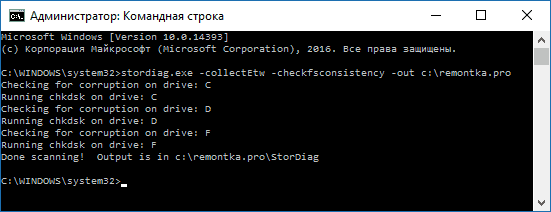 Администратор: Командная строка
Microsoft Windows [Version 10.0.14393]
(c) Корпорация Майкрософт (Microsoft Corporation), 2016. Все права защищены.
C:\WINDOWS\system32>stordiag.exe -collectEtw -checkfsconsistency -out c:\remontka.pro
Checking for corruption on drive: C
Running chkdsk on drive: C
Checking for corruption on drive: D
Running chkdsk on drive: D
Checking for corruption on drive: F
Running chkdsk on drive: F
Done scanning!  Output is in c:\remontka.pro\StorDiag
C:\WINDOWS\system32>